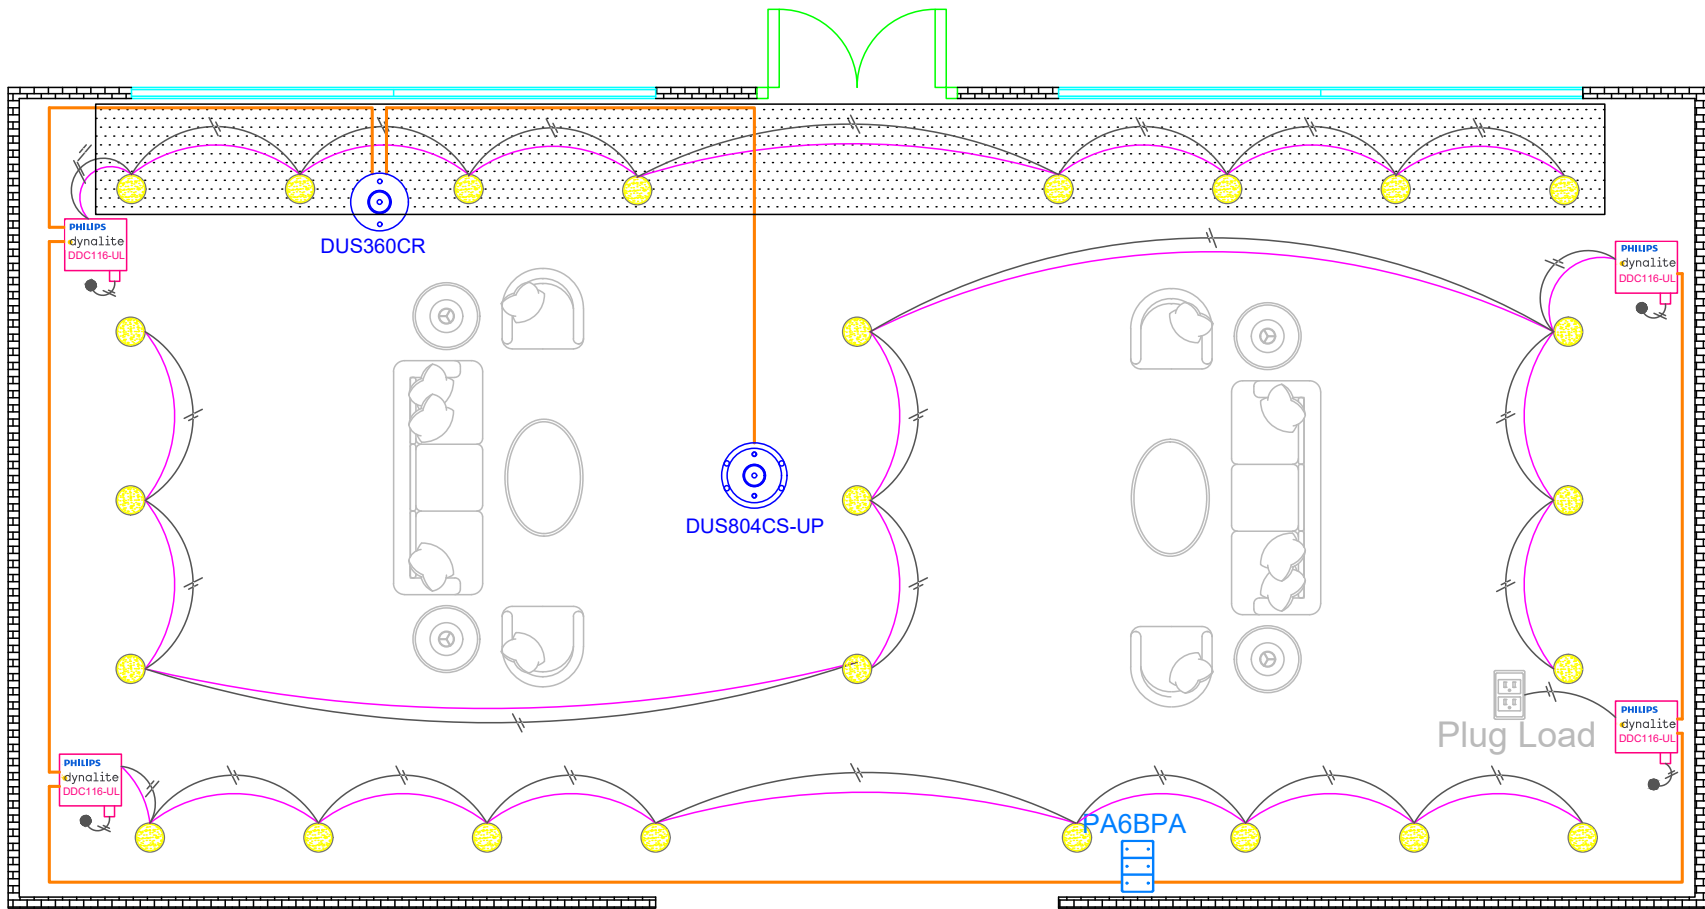 PHILIPS
dynalite
DDC116-UL
DUS360CR
PHILIPS
dynalite
DDC116-UL
DUS804CS-UP
PHILIPS
dynalite
DDC116-UL
Plug Load
PHILIPS
dynalite
DDC116-UL
PA6BPA